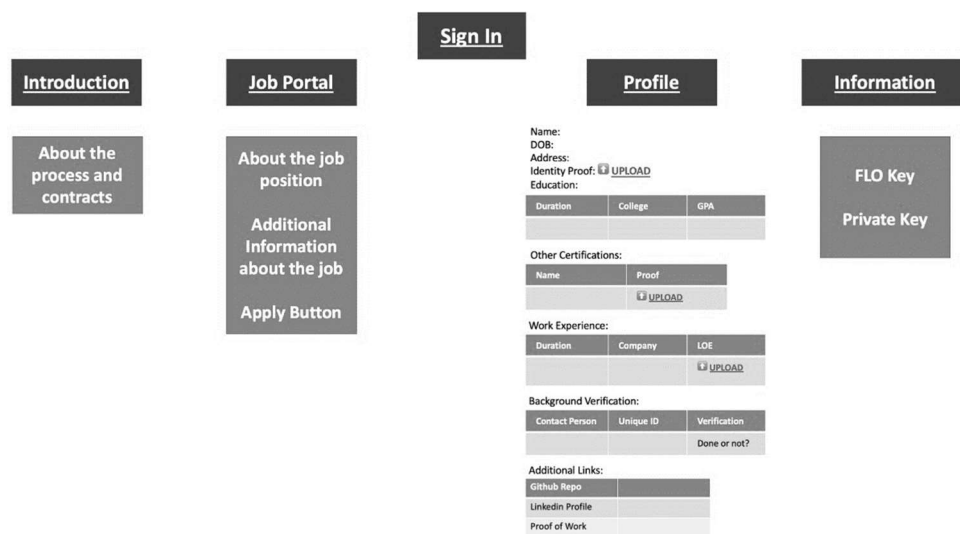 Sign In
Introduction
Job Portal
Profile
Information
About the
process and
contracts
About the job
position
Additional
Information
about the job
Apply Button
Name:
DOB:
Address:
Identity Proof: UPLOAD
Education:
Duration College GPA
Other Certifications:
Name Proof
UPLOAD
Work Experience:
Duration Company LOE
UPLOAD
Background Verification:
Contact Person Unique ID Verification
Done or not?
Additional Links:
Github Repo
Linkedin Profile
Proof of Work
FLO Key
Private Key